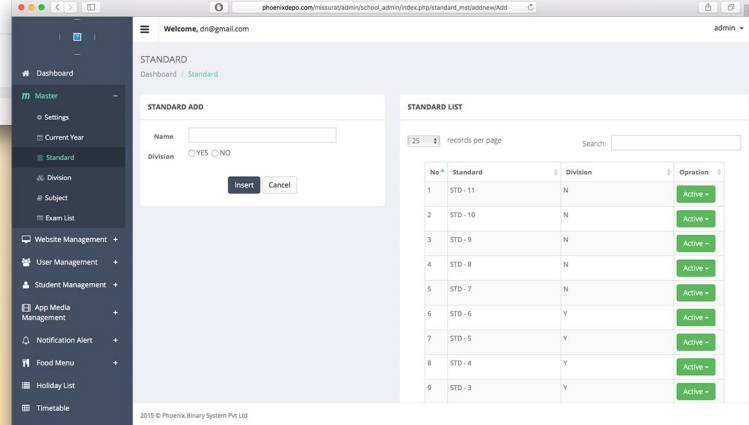 phoenixdepo.com/missurat/admin/school_admin/index.php/standard_mst/addnew/Add
Welcome, dn@gmail.com
admin
STANDARD
Dashboard / Standard
Dashboard
m Master −
Settings
Current Year
Standard
Division
Subject
Exam List
Website Management +
User Management +
Student Management +
App Media
Management +
Notification Alert +
Food Menu +
Holiday List
Timetable
STANDARD ADD
Name
Division YES NO
Insert Cancel
STANDARD LIST
25 records per page Search:
No Standard Division Opration
1 STD - 11 N Active
2 STD - 10 N Active
3 STD - 9 N Active
4 STD - 8 N Active
5 STD - 7 N Active
6 STD - 6 Y Active
7 STD - 5 Y Active
8 STD - 4 Y Active
9 STD - 3 Y Active
2015 © Phoenix Binary System Pvt Ltd